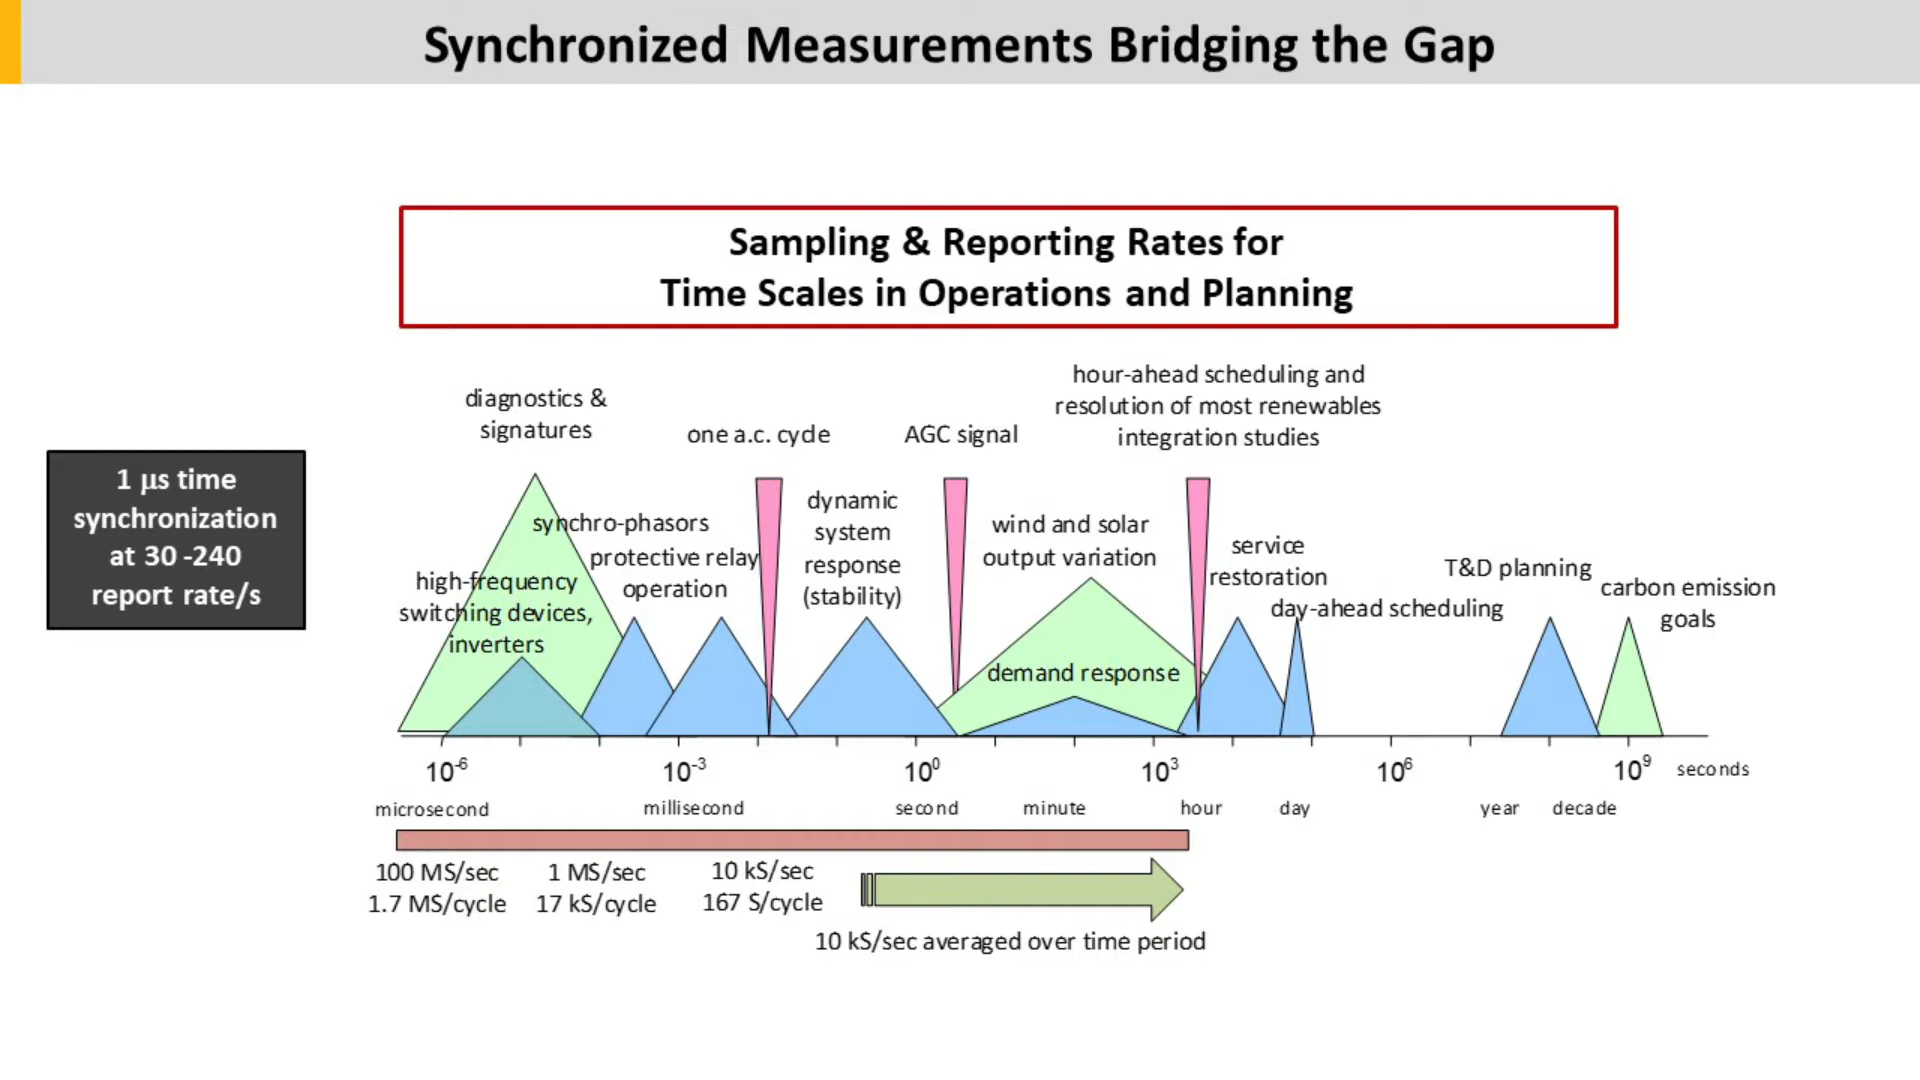 Synchronized Measurements Bridging the Gap
Sampling & Reporting Rates for
Time Scales in Operations and Planning
1 µs time
synchronization
at 30 -240
report rate/s
diagnostics &
signatures
high-frequency
switching devices,
inverters
synchro-phasors
protective relay
operation
one a.c. cycle
dynamic
system
response
(stability)
AGC signal
wind and solar
output variation
demand response
hour-ahead scheduling and
resolution of most renewables
integration studies
service
restoration
day-ahead scheduling
T&D planning
carbon emission
goals
10⁻⁶ 10⁻³ 10⁰ 10³ 10⁶ 10⁹ seconds
microsecond millisecond second minute hour day year decade
100 MS/sec 1 MS/sec 10 kS/sec
1.7 MS/cycle 17 kS/cycle 167 S/cycle
10 kS/sec averaged over time period